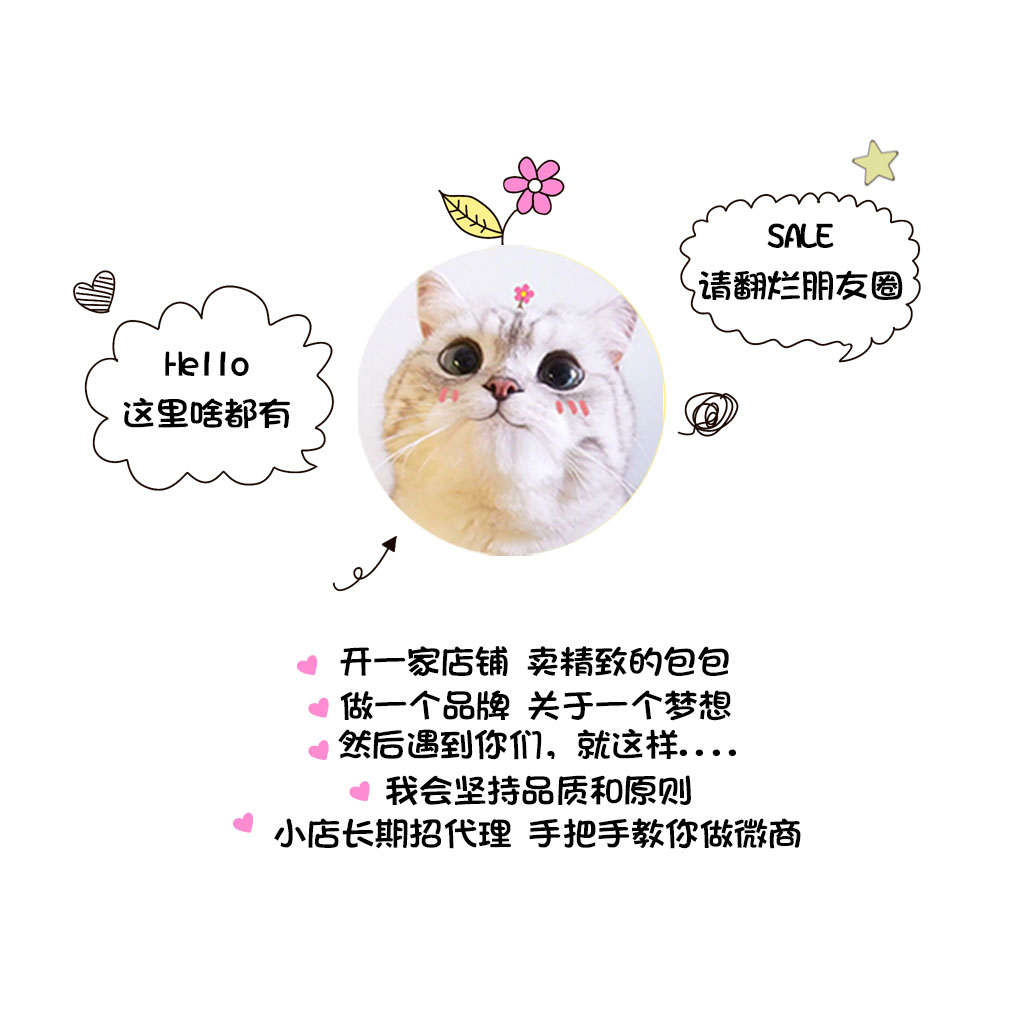 SALE
请翻烂朋友圈
Hello
这里啥都有
开一家店铺 卖精致的包包
做一个品牌 关于一个梦想
然后遇到你们，就这样....
我会坚持品质和原则
小店长期招代理 手把手教你做微商